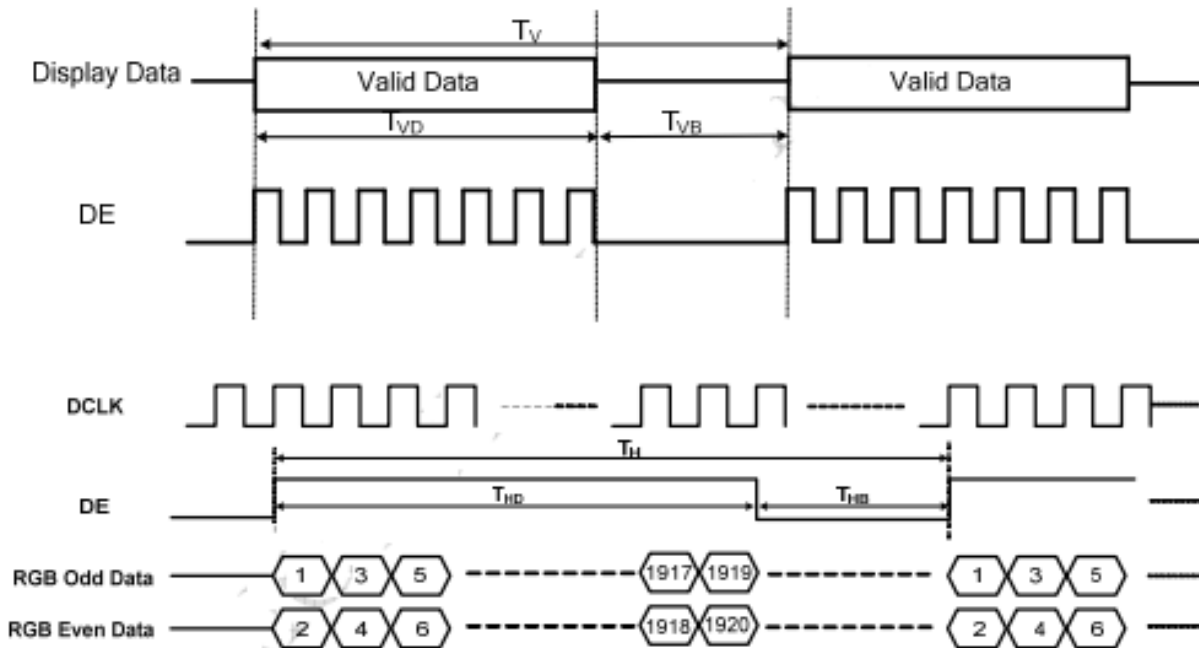 T_V
Display Data Valid Data Valid Data
T_VD T_VB
DE
DCLK
T_H
DE T_HD T_HB
RGB Odd Data 1 3 5 1917 1919 1 3 5
RGB Even Data 2 4 6 1918 1920 2 4 6